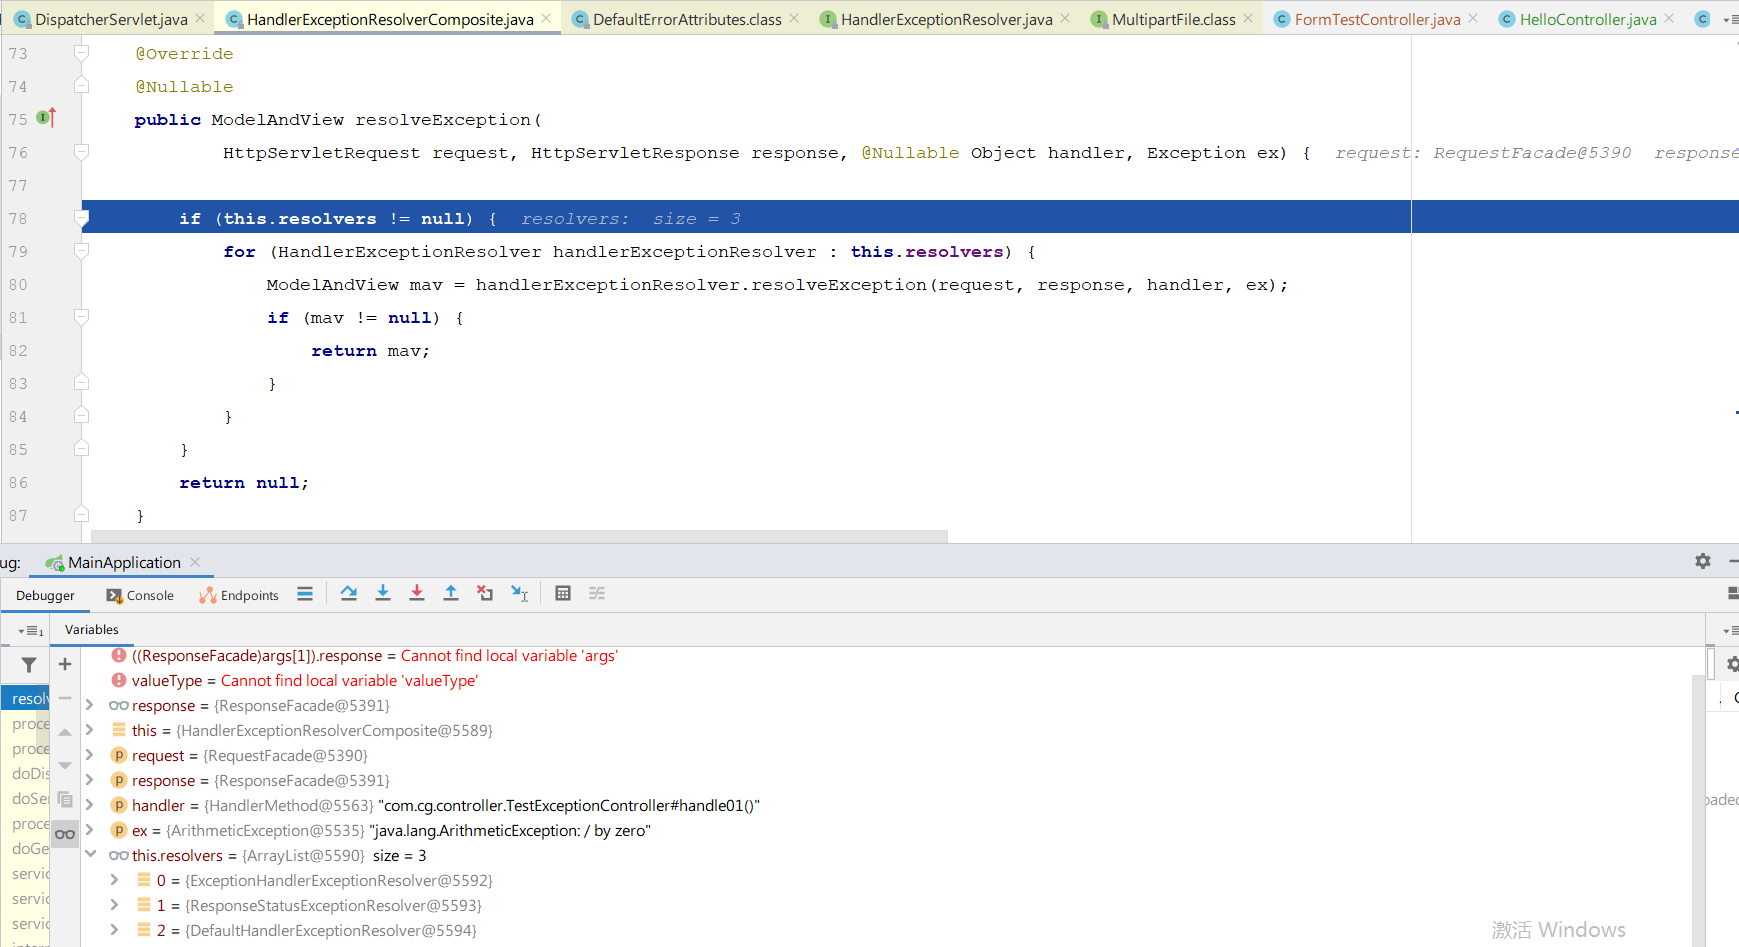 DispatcherServlet.java HandlerExceptionResolverComposite.java DefaultErrorAttributes.class HandlerExceptionResolver.java MultipartFile.class FormTestController.java HelloController.java
73 @Override
74 @Nullable
75 public ModelAndView resolveException(
76 HttpServletRequest request, HttpServletResponse response, @Nullable Object handler, Exception ex) { request: RequestFacade@5390 response
77
78 if (this.resolvers != null) { resolvers: size = 3
79 for (HandlerExceptionResolver handlerExceptionResolver : this.resolvers) {
80 ModelAndView mav = handlerExceptionResolver.resolveException(request, response, handler, ex);
81 if (mav != null) {
82 return mav;
83 }
84 }
85 }
86 return null;
87 }
ug: MainApplication
Debugger Console Endpoints
Variables
((ResponseFacade)args[1]).response = Cannot find local variable 'args'
valueType = Cannot find local variable 'valueType'
resolv response = {ResponseFacade@5391}
proce this = {HandlerExceptionResolverComposite@5589}
proce request = {RequestFacade@5390}
doDis response = {ResponseFacade@5391}
doSer handler = {HandlerMethod@5563} "com.cg.controller.TestExceptionController#handle01()" oaded
proce ex = {ArithmeticException@5535} "java.lang.ArithmeticException: / by zero"
doGe this.resolvers = {ArrayList@5590} size = 3
servic 0 = {ExceptionHandlerExceptionResolver@5592}
servic 1 = {ResponseStatusExceptionResolver@5593}
servic 2 = {DefaultHandlerExceptionResolver@5594}
激活 Windows